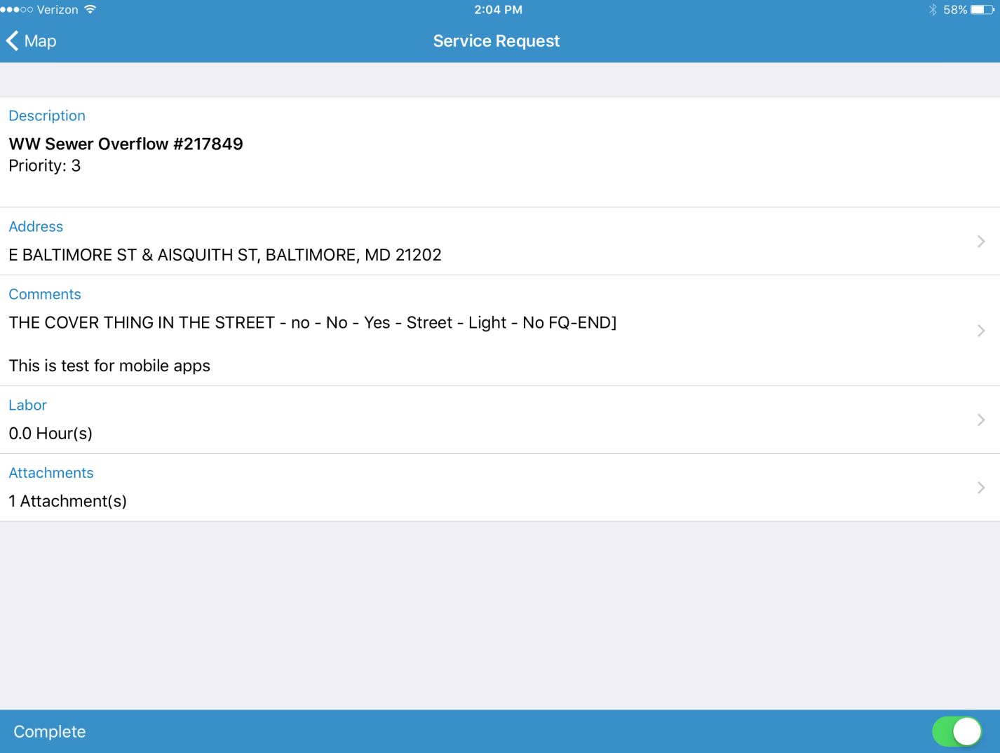 Verizon
2:04 PM
58%
Map
Service Request
Description
WW Sewer Overflow #217849
Priority: 3
Address
E BALTIMORE ST & AISQUITH ST, BALTIMORE, MD 21202
Comments
THE COVER THING IN THE STREET - no - No - Yes - Street - Light - No FQ-END]
This is test for mobile apps
Labor
0.0 Hour(s)
Attachments
1 Attachment(s)
Complete